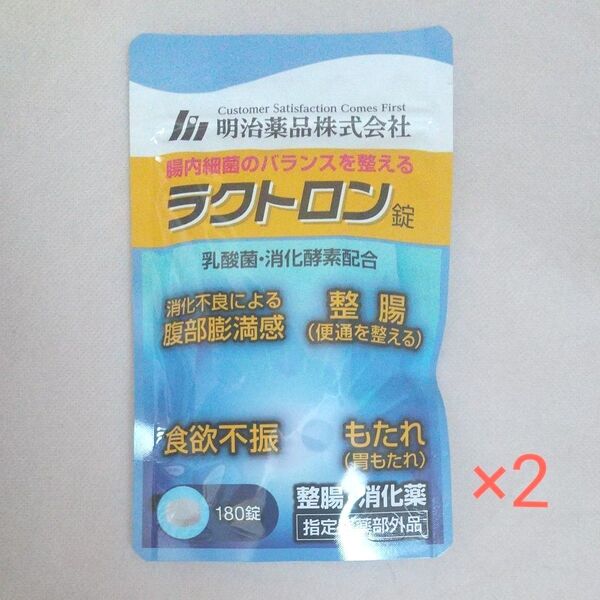 Customer Satisfaction Comes First
明治薬品株式会社
腸内細菌のバランスを整える
ラクトロン錠
乳酸菌・消化酵素配合
消化不良による
腹部膨満感
整腸
(便通を整える)
食欲不振
もたれ
(胃もたれ)
×2
180錠
整腸 消化薬
指定 薬部外品